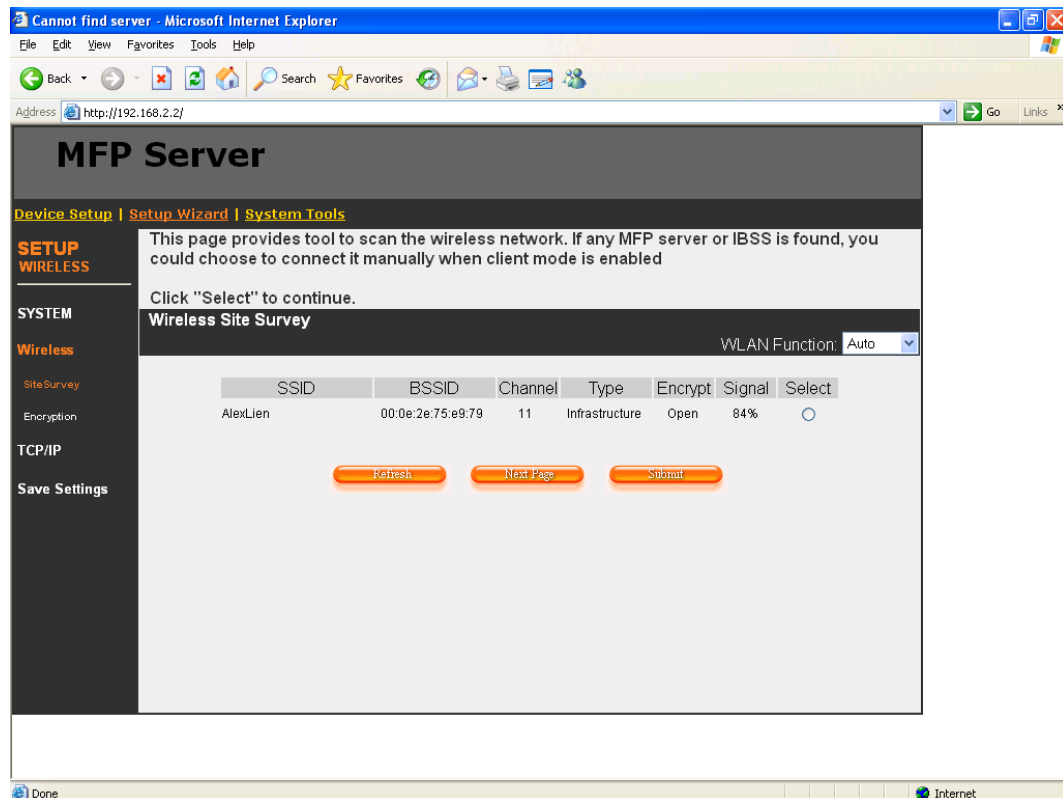 Cannot find server - Microsoft Internet Explorer
File Edit View Favorites Tools Help
Back Search Favorites
Address http://192.168.2.2/ Go Links »
MFP Server
Device Setup | Setup Wizard | System Tools
SETUP
WIRELESS
SYSTEM
Wireless
SiteSurvey
Encryption
TCP/IP
Save Settings
This page provides tool to scan the wireless network. If any MFP server or IBSS is found, you
could choose to connect it manually when client mode is enabled
Click "Select" to continue.
Wireless Site Survey
WLAN Function: Auto
SSID BSSID Channel Type Encrypt Signal Select
AlexLien 00:0e:2e:75:e9:79 11 Infrastructure Open 84%
Refresh Next Page Submit
Done Internet